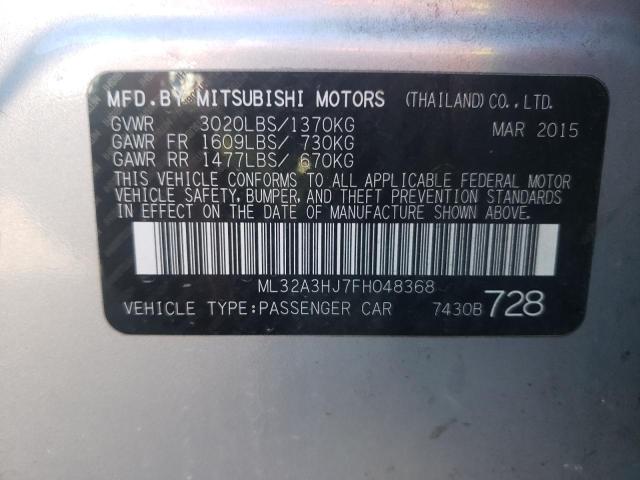 MFD.BY MITSUBISHI MOTORS (THAILAND)CO.,LTD.
GVWR 3020LBS/1370KG MAR 2015
GAWR FR 1609LBS/ 730KG
GAWR RR 1477LBS/ 670KG
THIS VEHICLE CONFORMS TO ALL APPLICABLE FEDERAL MOTOR
VEHICLE SAFETY, BUMPER, AND THEFT PREVENTION STANDARDS
IN EFFECT ON THE DATE OF MANUFACTURE SHOWN ABOVE.
ML32A3HJ7FH048368
VEHICLE TYPE:PASSENGER CAR 7430B 728